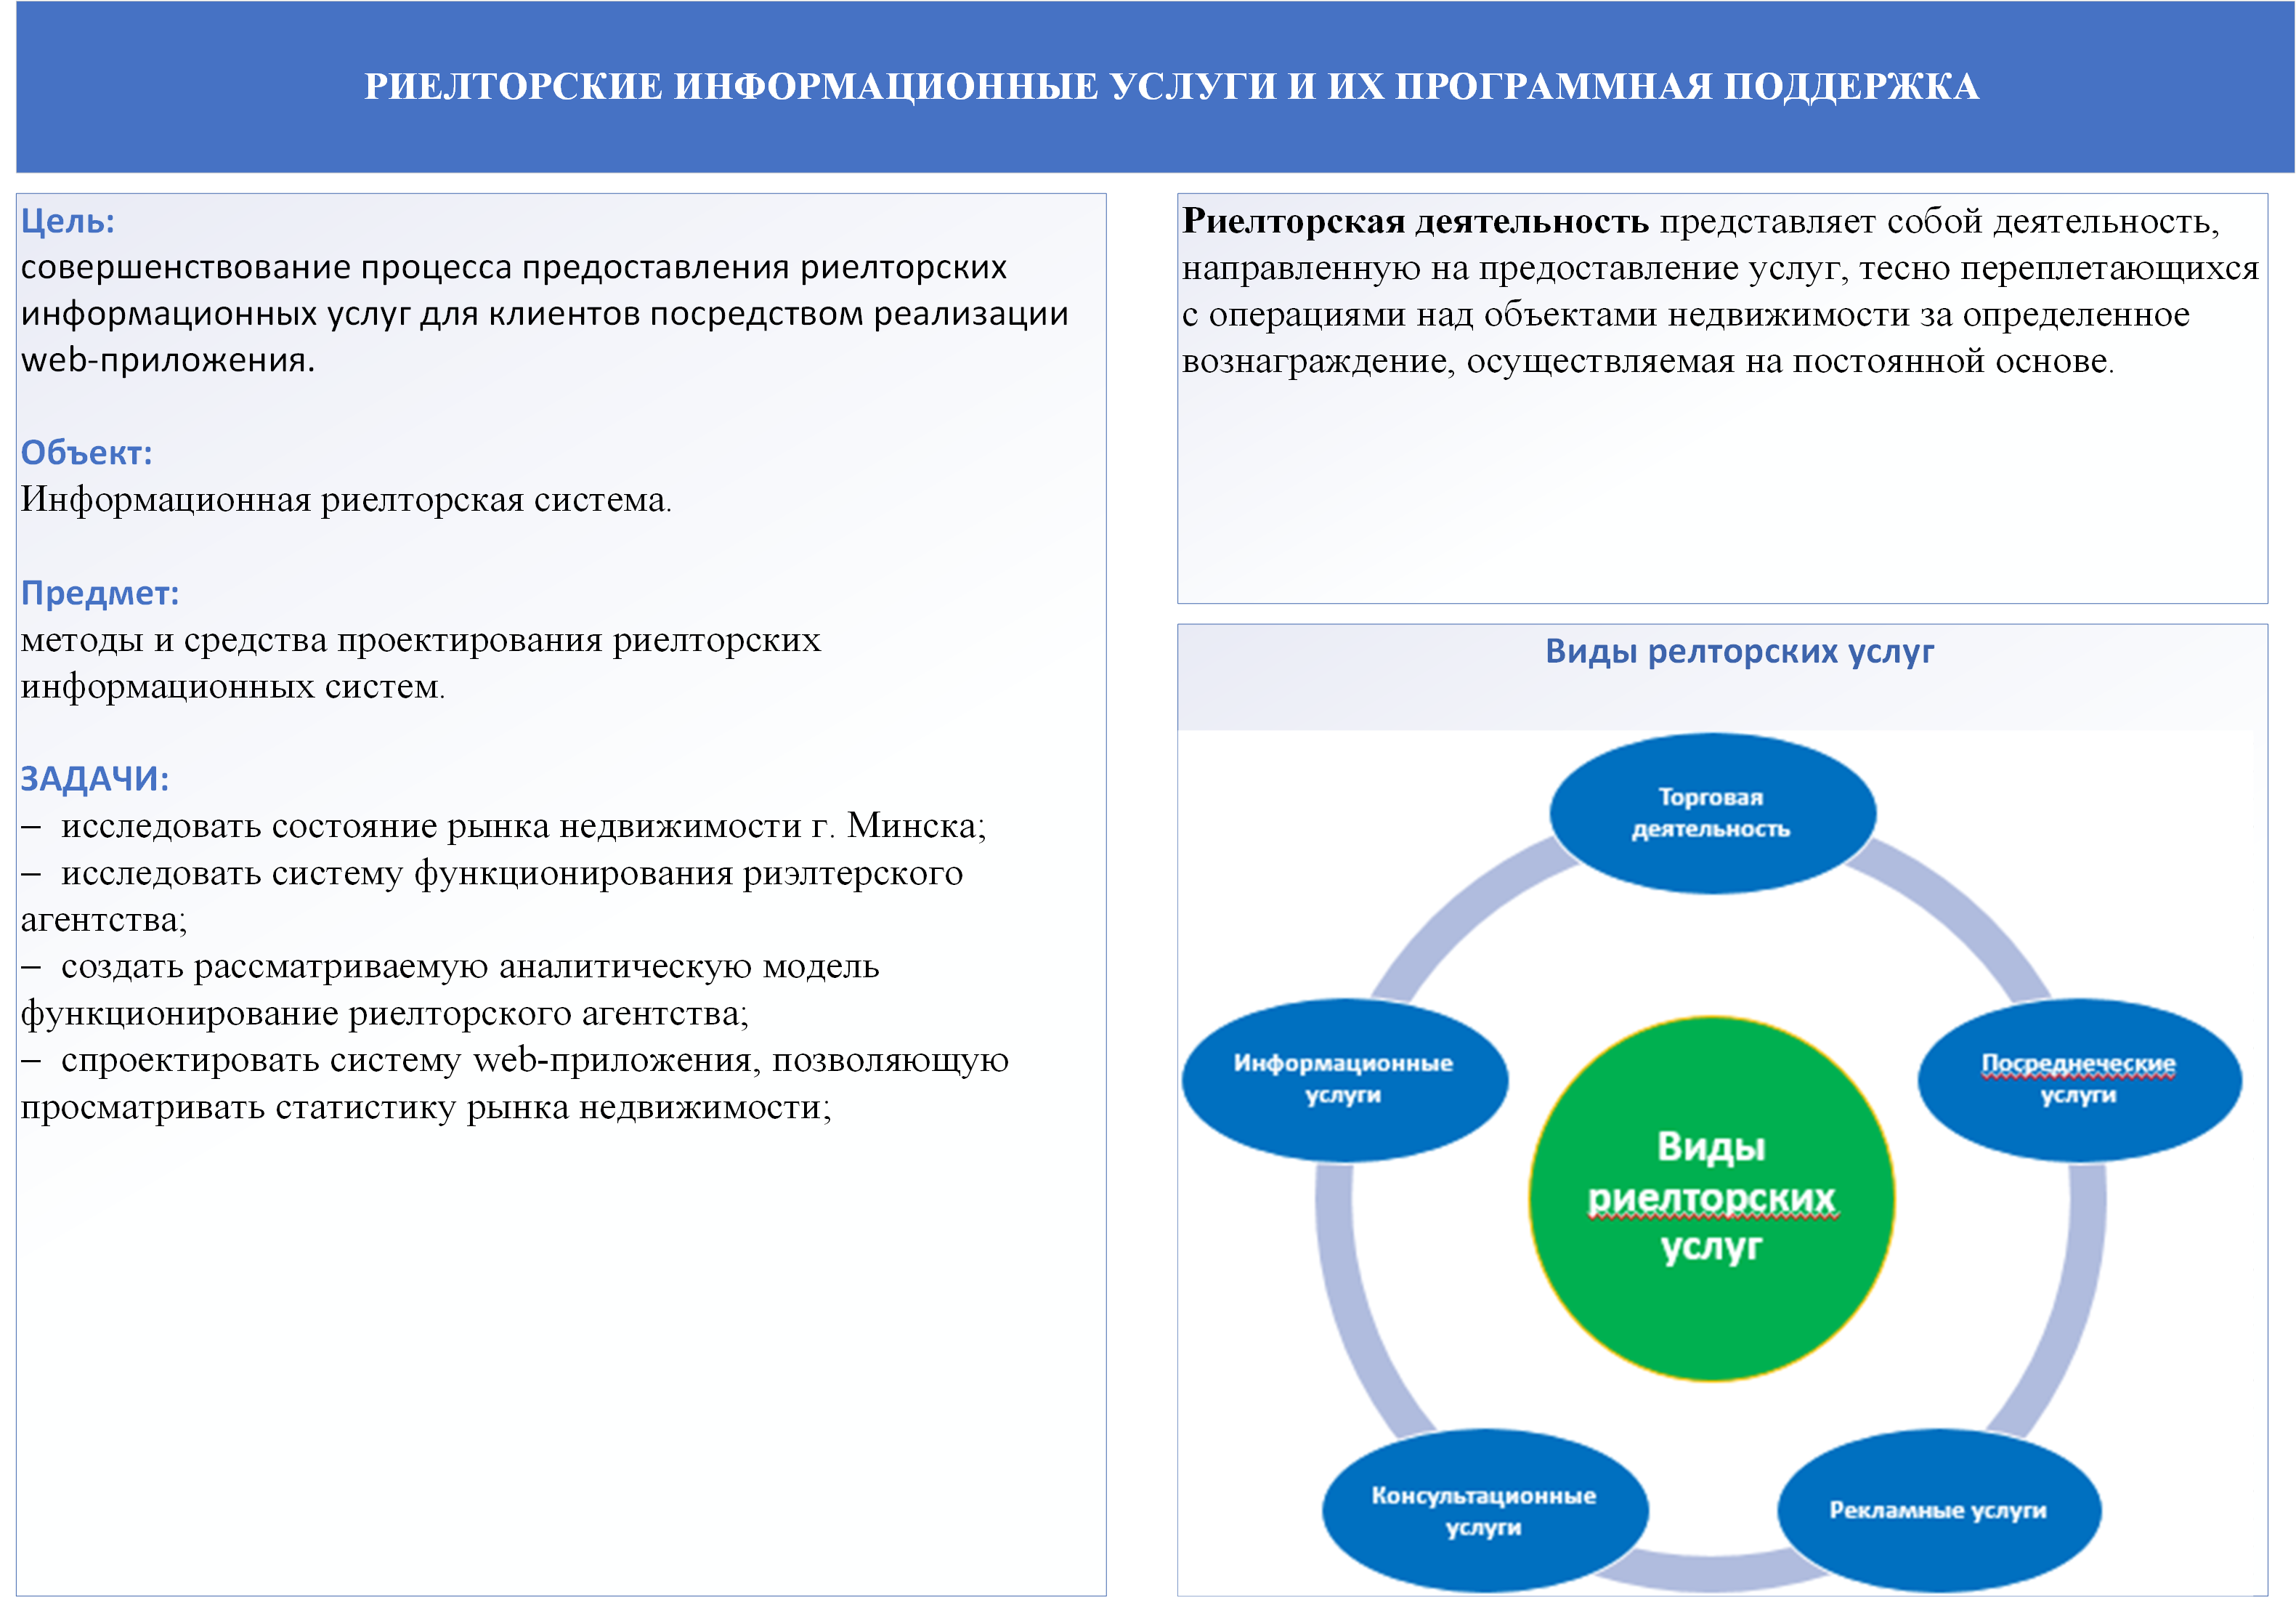 РИЕЛТОРСКИЕ ИНФОРМАЦИОННЫЕ УСЛУГИ И ИХ ПРОГРАММНАЯ ПОДДЕРЖКА
Цель:
совершенствование процесса предоставления риелторских
информационных услуг для клиентов посредством реализации
web-приложения.
Объект:
Информационная риелторская система.
Предмет:
методы и средства проектирования риелторских
информационных систем.
ЗАДАЧИ:
– исследовать состояние рынка недвижимости г. Минска;
– исследовать систему функционирования риэлтерского
агентства;
– создать рассматриваемую аналитическую модель
функционирование риелторского агентства;
– спроектировать систему web-приложения, позволяющую
просматривать статистику рынка недвижимости;
Риелторская деятельность представляет собой деятельность,
направленную на предоставление услуг, тесно переплетающихся
с операциями над объектами недвижимости за определенное
вознаграждение, осуществляемая на постоянной основе.
Виды релторских услуг
Торговая
деятельность
Информационные
услуги
Посреднеческие
услуги
Виды
риелторских
услуг
Консультационные
услуги
Рекламные услуги